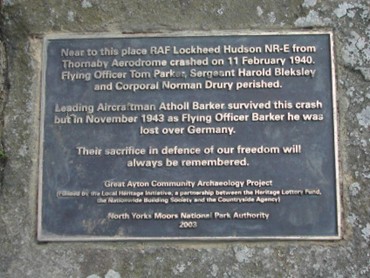 Near to this place RAF Lockheed Hudson NR-E from
Thornaby Aerodrome crashed on 11 February 1940.
Flying Officer Tom Parker, Sergeant Harold Bleksley
and Corporal Norman Drury perished.
Leading Aircraftman Atholl Barker survived this crash
but in November 1943 as Flying Officer Barker he was
lost over Germany.
Their sacrifice in defence of our freedom will
always be remembered.
Great Ayton Community Archaeology Project
(Funded by the Local Heritage Initiative, a partnership between the Heritage Lottery Fund,
the Nationwide Building Society and the Countryside Agency)
North Yorks Moors National Park Authority
2003